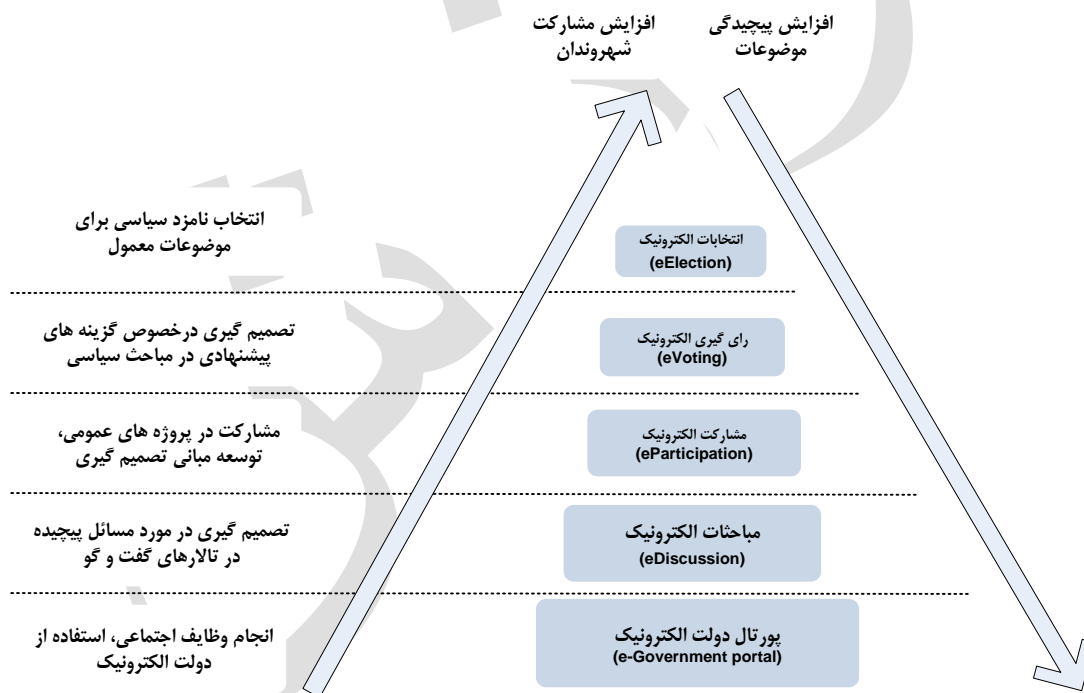 افزایش پیچیدگی
موضوعات
افزایش مشارکت
شهروندان
انتخابات الکترونیک
(eElection)
انتخاب نامزد سیاسی برای
موضوعات معمول
رای گیری الکترونیک
(eVoting)
تصمیم گیری درخصوص گزینه های
پیشنهادی در مباحث سیاسی
مشارکت الکترونیک
(eParticipation)
مشارکت در پروژه های عمومی،
توسعه مبانی تصمیم گیری
مباحثات الکترونیک
(eDiscussion)
تصمیم گیری در مورد مسائل پیچیده
در تالارهای گفت و گو
پورتال دولت الکترونیک
(e-Government portal)
انجام وظایف اجتماعی، استفاده از
دولت الکترونیک